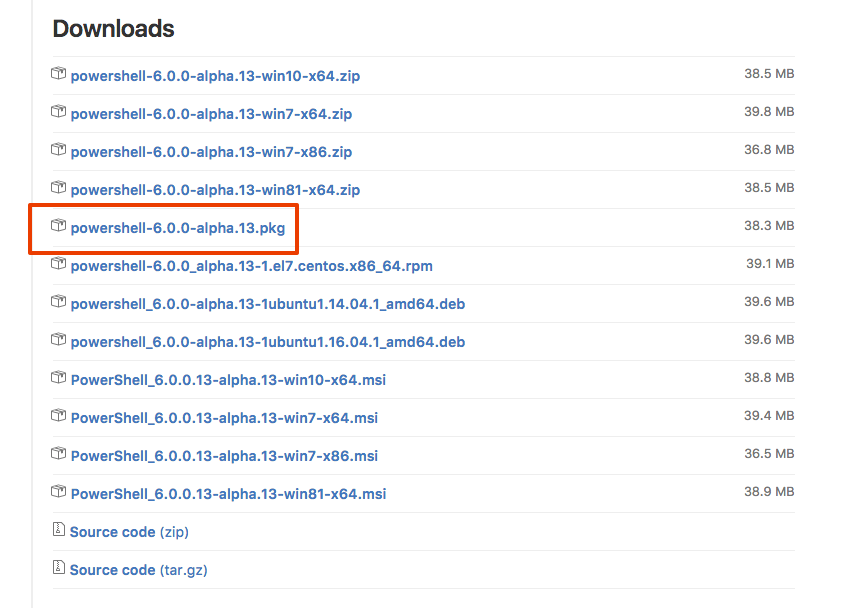 Downloads
powershell-6.0.0-alpha.13-win10-x64.zip 38.5 MB
powershell-6.0.0-alpha.13-win7-x64.zip 39.8 MB
powershell-6.0.0-alpha.13-win7-x86.zip 36.8 MB
powershell-6.0.0-alpha.13-win81-x64.zip 38.5 MB
powershell-6.0.0-alpha.13.pkg 38.3 MB
powershell-6.0.0_alpha.13-1.el7.centos.x86_64.rpm 39.1 MB
powershell_6.0.0-alpha.13-1ubuntu1.14.04.1_amd64.deb 39.6 MB
powershell_6.0.0-alpha.13-1ubuntu1.16.04.1_amd64.deb 39.6 MB
PowerShell_6.0.0.13-alpha.13-win10-x64.msi 38.8 MB
PowerShell_6.0.0.13-alpha.13-win7-x64.msi 39.4 MB
PowerShell_6.0.0.13-alpha.13-win7-x86.msi 36.5 MB
PowerShell_6.0.0.13-alpha.13-win81-x64.msi 38.9 MB
Source code (zip)
Source code (tar.gz)